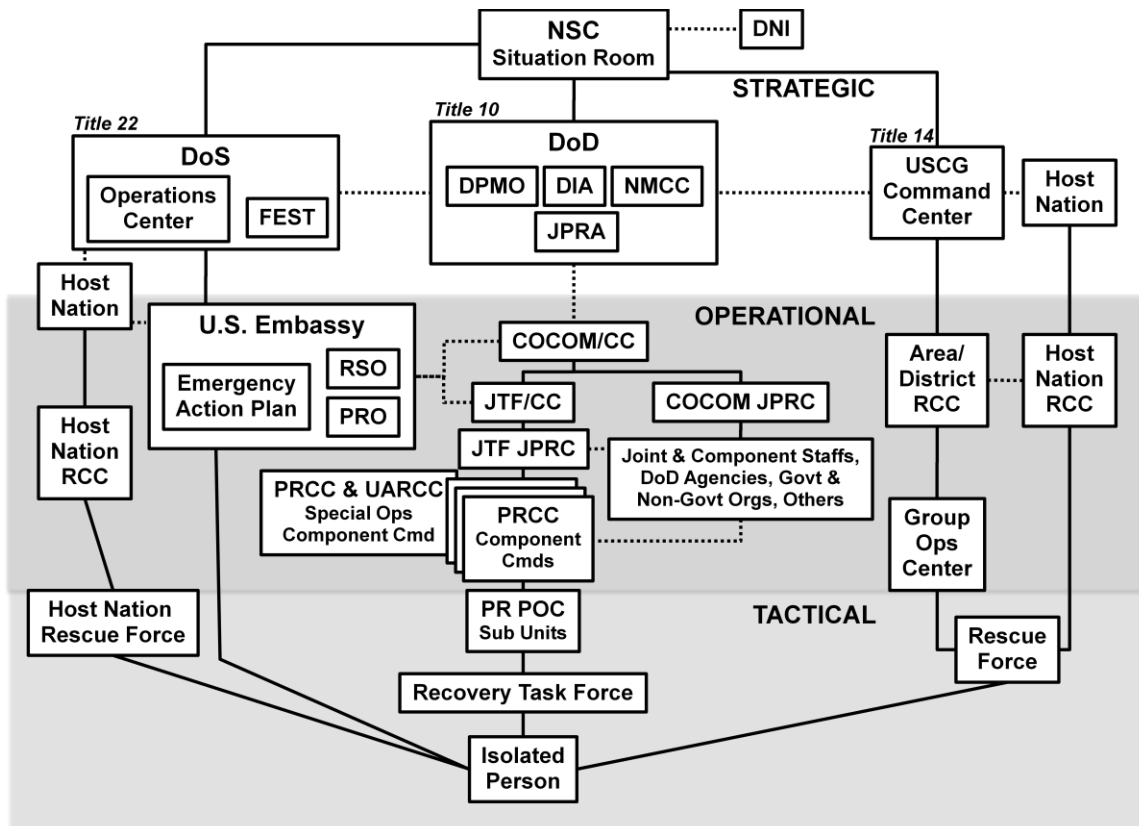 NSC
Situation Room
DNI
STRATEGIC
Title 22
DoS
Operations
Center
FEST
Title 10
DoD
DPMO
DIA
NMCC
JPRA
Title 14
USCG
Command
Center
Host
Nation
Host
Nation
OPERATIONAL
U.S. Embassy
Emergency
Action Plan
RSO
PRO
COCOM/CC
JTF/CC
COCOM JPRC
JTF JPRC
Joint & Component Staffs,
DoD Agencies, Govt &
Non-Govt Orgs, Others
Area/
District
RCC
Host
Nation
RCC
Host
Nation
RCC
PRCC & UARCC
Special Ops
Component Cmd
PRCC
Component
Cmds
Group
Ops
Center
TACTICAL
Host Nation
Rescue Force
PR POC
Sub Units
Rescue
Force
Recovery Task Force
Isolated
Person